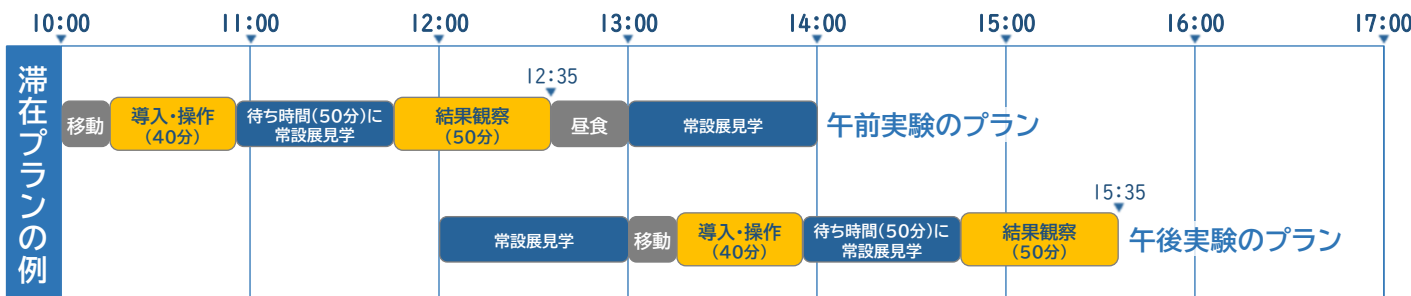 10:00 11:00 12:00 13:00 14:00 15:00 16:00 17:00
滞在プランの例
12:35
移動
導入・操作
(40分)
待ち時間(50分)に
常設展見学
結果観察
(50分)
昼食
常設展見学
午前実験のプラン
15:35
常設展見学
移動
導入・操作
(40分)
待ち時間(50分)に
常設展見学
結果観察
(50分)
午後実験のプラン